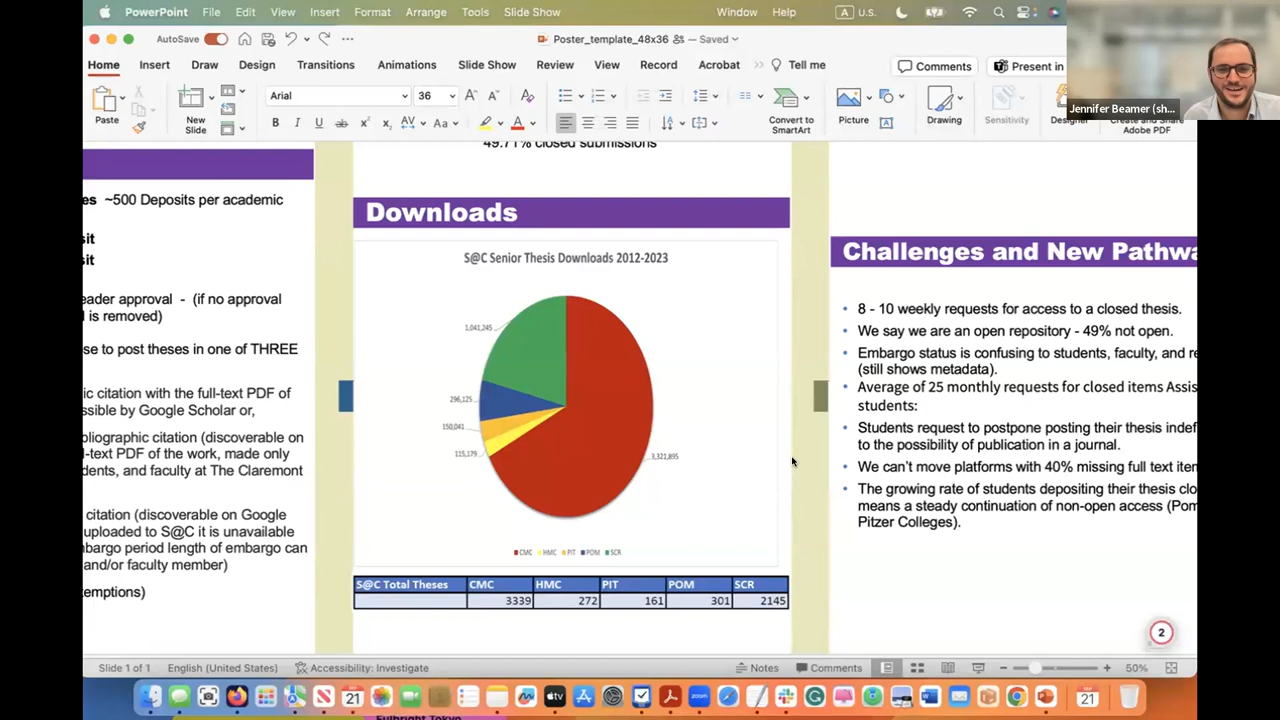 PowerPoint File Edit View Insert Format Arrange Tools Slide Show Window Help A U.S.
AutoSave Poster_template_48x36 — Saved
Home Insert Draw Design Transitions Animations Slide Show Review View Record Acrobat >> Tell me Comments Present in
Jennifer Beamer (sh...
Arial 36
Paste
New
Slide
Convert to
SmartArt
Picture
Drawing
Sensitivity
Designer
Create and Share
Adobe PDF
49.71% closed submissions
es ~500 Deposits per academic
sit
sit
eader approval - (if no approval
l is removed)
se to post theses in one of THREE
ic citation with the full-text PDF of
ssible by Google Scholar or,
bliographic citation (discoverable on
l-text PDF of the work, made only
dents, and faculty at The Claremont
citation (discoverable on Google
uploaded to S@C it is unavailable
nbargo period length of embargo can
and/or faculty member)
emptions)
Downloads
S@C Senior Thesis Downloads 2012-2023
1,041,245
296,125
150,041
115,179
3,321,895
CMC HMC PIT POM SCR
S@C Total Theses CMC HMC PIT POM SCR
3339 272 161 301 2145
Challenges and New Pathwa
• 8 - 10 weekly requests for access to a closed thesis.
• We say we are an open repository - 49% not open.
• Embargo status is confusing to students, faculty, and re
(still shows metadata).
• Average of 25 monthly requests for closed items Assis
students:
• Students request to postpone posting their thesis indef
to the possibility of publication in a journal.
• We can't move platforms with 40% missing full text iten
• The growing rate of students depositing their thesis clo
means a steady continuation of non-open access (Pom
Pitzer Colleges).
2
Slide 1 of 1 English (United States) Accessibility: Investigate Notes Comments 50%
SEP
21
21
Fulbright Tokyo